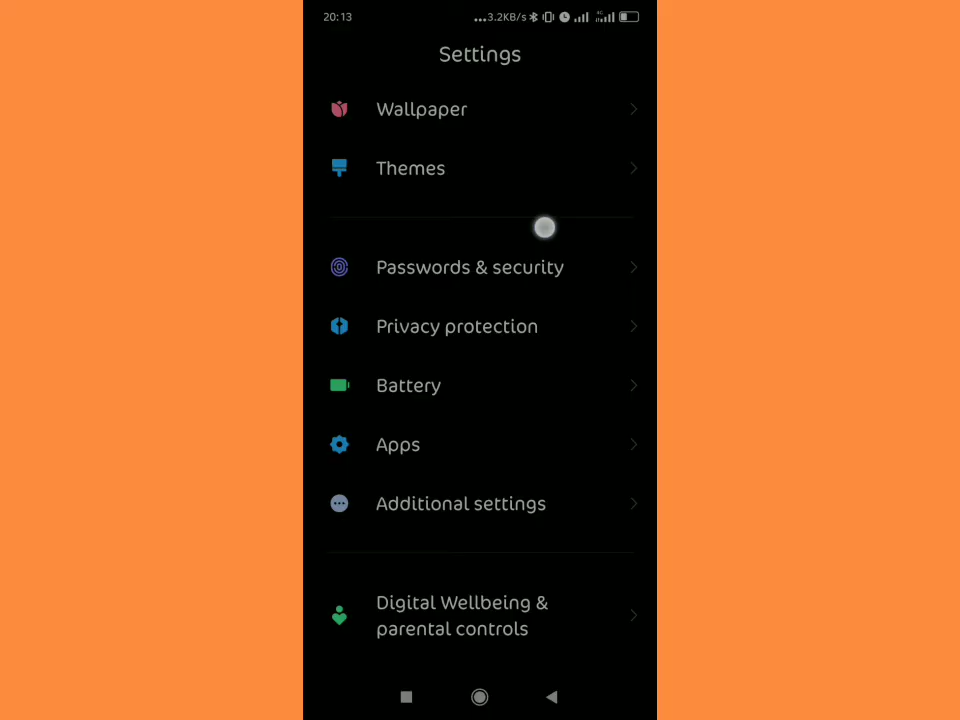 20:13
...3.2KB/s
4G
Settings
Wallpaper
Themes
Passwords & security
Privacy protection
Battery
Apps
Additional settings
Digital Wellbeing &
parental controls